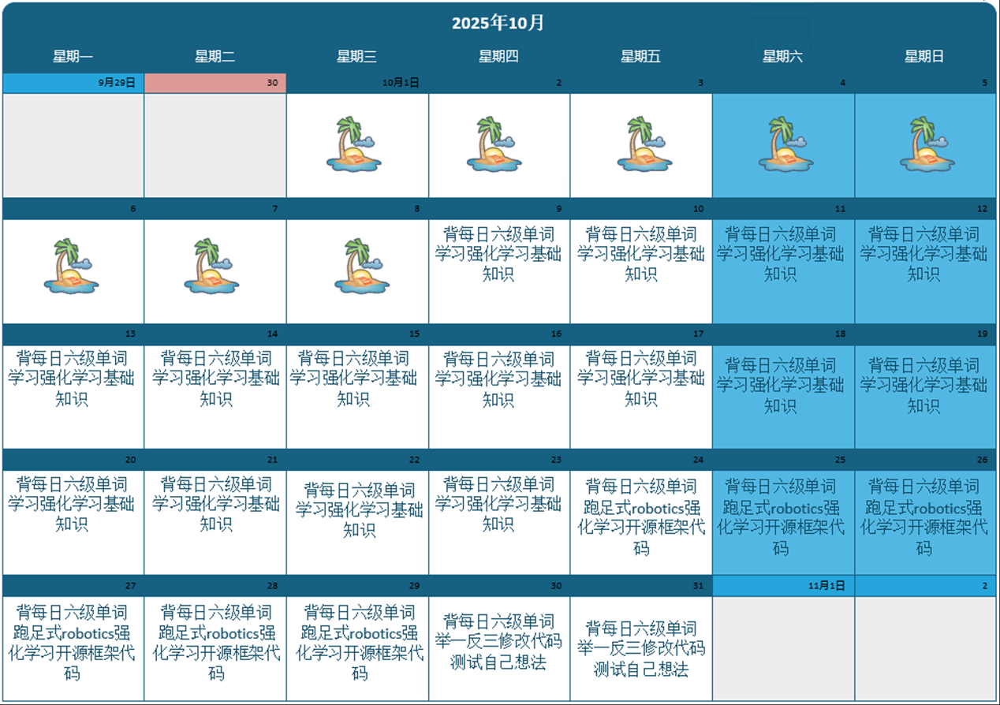 2025年10月
星期一 星期二 星期三 星期四 星期五 星期六 星期日
9月29日 30 10月1日 2 3 4 5
6 7 8 9 10 11 12
背每日六级单词 背每日六级单词 背每日六级单词 背每日六级单词
学习强化学习基础 学习强化学习基础 学习强化学习基础 学习强化学习基础
知识 知识 知识 知识
13 14 15 16 17 18 19
背每日六级单词 背每日六级单词 背每日六级单词 背每日六级单词 背每日六级单词 背每日六级单词 背每日六级单词
学习强化学习基础 学习强化学习基础 学习强化学习基础 学习强化学习基础 学习强化学习基础 学习强化学习基础 学习强化学习基础
知识 知识 知识 知识 知识 知识 知识
20 21 22 23 24 25 26
背每日六级单词 背每日六级单词 背每日六级单词 背每日六级单词 背每日六级单词 背每日六级单词 背每日六级单词
学习强化学习基础 学习强化学习基础 学习强化学习基础 学习强化学习基础 跑足式robotics强 跑足式robotics强 跑足式robotics强
知识 知识 知识 知识 化学习开源框架代 化学习开源框架代 化学习开源框架代
码 码 码
27 28 29 30 31 11月1日 2
背每日六级单词 背每日六级单词 背每日六级单词 背每日六级单词 背每日六级单词
跑足式robotics强 跑足式robotics强 跑足式robotics强 举一反三修改代码 举一反三修改代码
化学习开源框架代 化学习开源框架代 化学习开源框架代 测试自己想法 测试自己想法
码 码 码